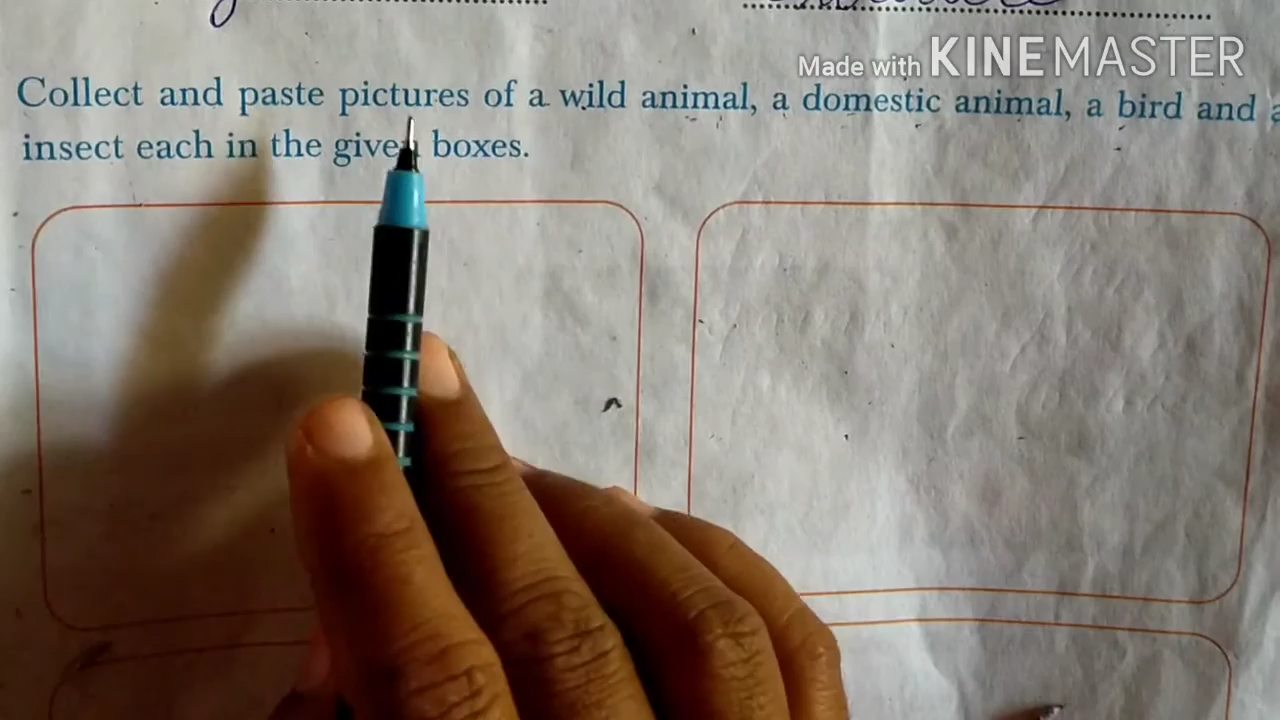 Made with KINEMASTER
Collect and paste pictures of a wild animal, a domestic animal, a bird and
insect each in the given boxes.